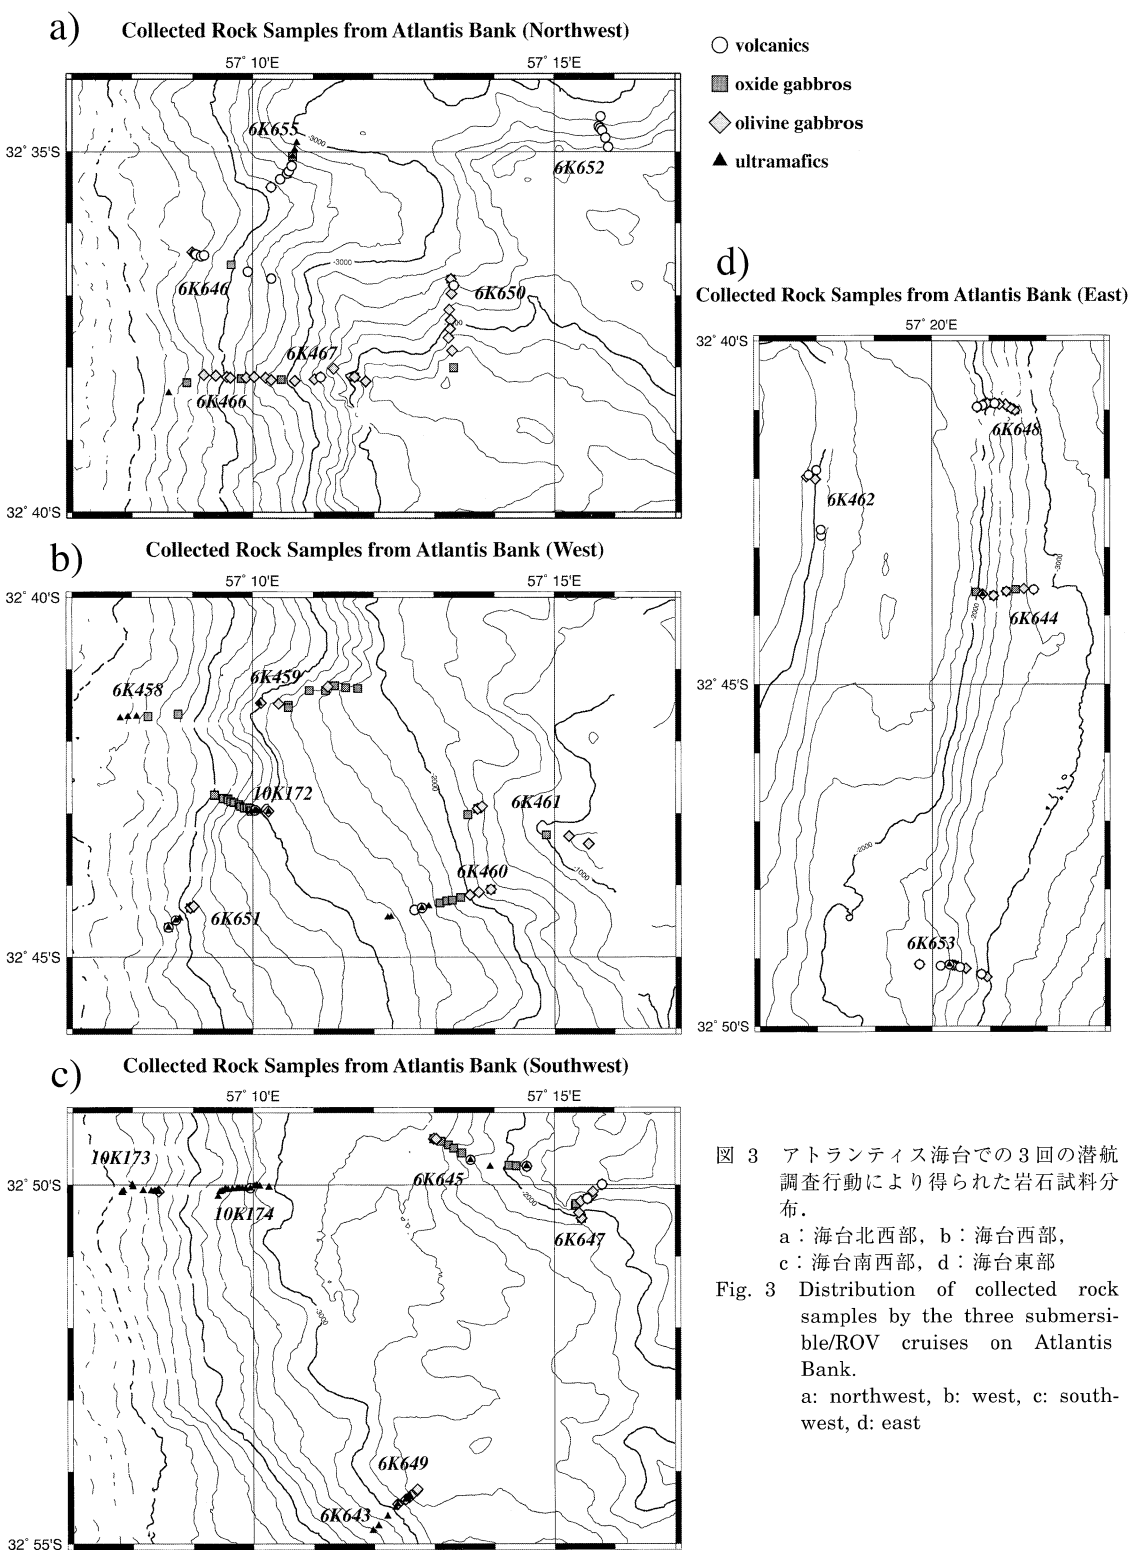 a)
Collected Rock Samples from Atlantis Bank (Northwest)
57° 10'E
57° 15'E
volcanics
oxide gabbros
olivine gabbros
ultramafics
6K655
-3000
32° 35'S
6K652
6K646
-3000
6K650
6K467
6K466
32° 40'S
b)
Collected Rock Samples from Atlantis Bank (West)
57° 10'E
57° 15'E
32° 40'S
6K458
6K459
10K172
-2000
6K461
-1000
6K460
6K651
32° 45'S
c)
Collected Rock Samples from Atlantis Bank (Southwest)
57° 10'E
57° 15'E
10K173
32° 50'S
10K174
6K645
-2000
6K647
-3000
6K649
6K643
32° 55'S
d)
Collected Rock Samples from Atlantis Bank (East)
57° 20'E
32° 40'S
6K648
6K462
-3000
-2000
6K644
32° 45'S
-2000
6K653
32° 50'S
図 3 アトランティス海台での3回の潜航
調査行動により得られた岩石試料分
布．
a：海台北西部，b：海台西部，
c：海台南西部，d：海台東部
Fig. 3 Distribution of collected rock
samples by the three submersi-
ble/ROV cruises on Atlantis
Bank.
a: northwest, b: west, c: south-
west, d: east